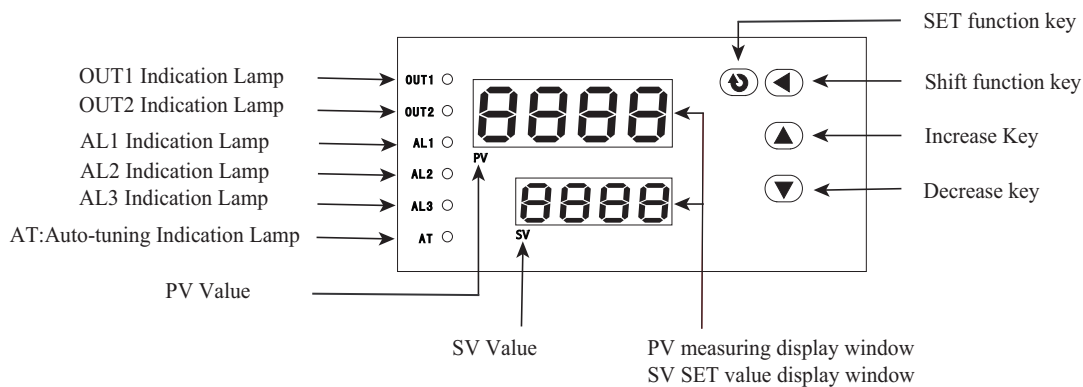 SET function key
OUT1 Indication Lamp
OUT1
8888
Shift function key
OUT2 Indication Lamp
OUT2
AL1 Indication Lamp
AL1
Increase Key
PV
AL2 Indication Lamp
AL2
8888
Decrease key
AL3 Indication Lamp
AL3
AT:Auto-tuning Indication Lamp
AT
SV
PV Value
SV Value
PV measuring display window
SV SET value display window